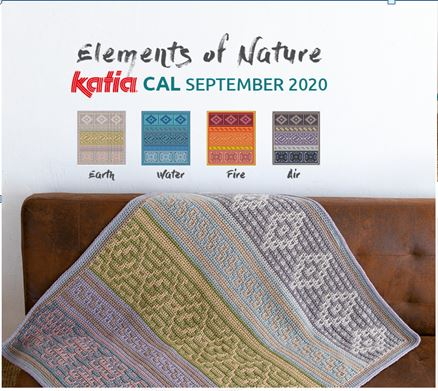 Elements of Nature
Katia CAL SEPTEMBER 2020
Earth Water Fire Air